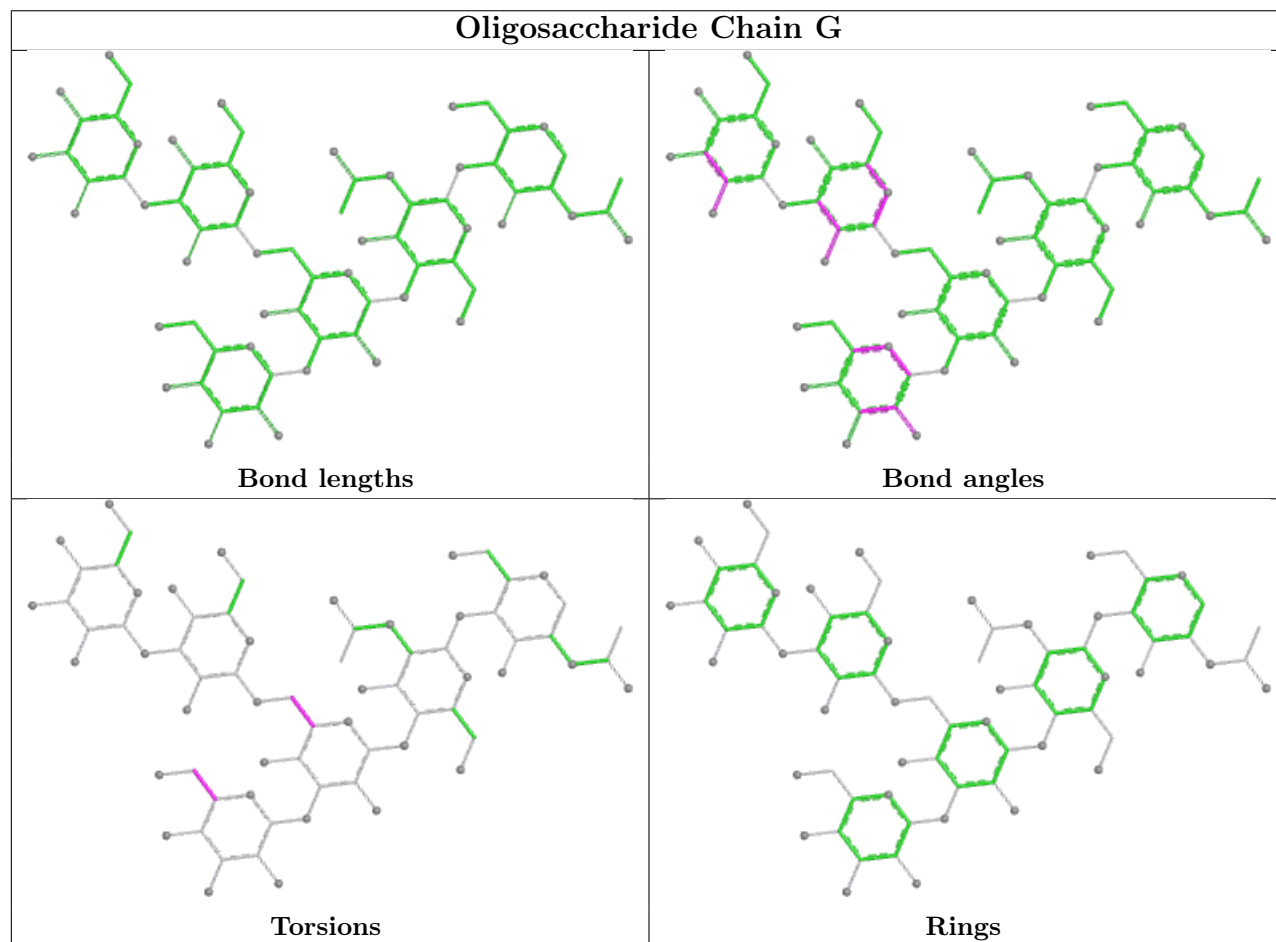 Oligosaccharide Chain G
Bond lengths
Bond angles
Torsions
Rings